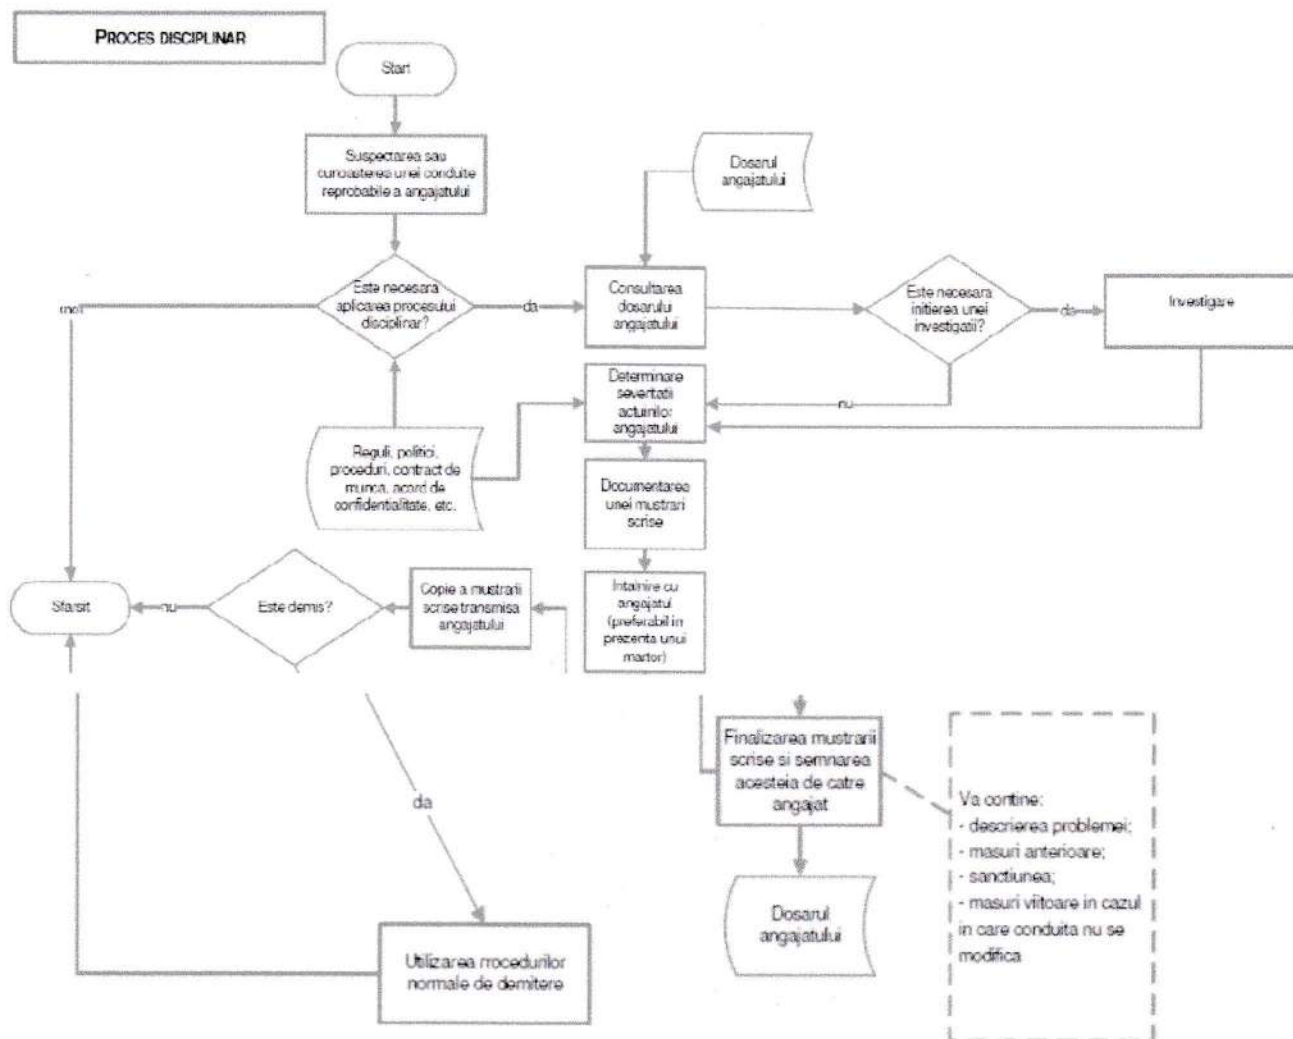 PROCES DISCIPLINAR
Start
Suspectarea sau
cunoasterea unei conduite
reprobabile a angajatului
Dosarul
angajatului
Este necesara
aplicarea procesului
disciplinar?
da
Consultarea
dosarului
angajatului
Este necesara
initierea unei
investigatii?
da
Investigare
Determinare
angajatului
nu
Reguli, politici,
proceduri, contract de
munca, acord de
confidentialitate, etc.
Documentarea
unei mustrari
scrise
Sfarsit
nu
Este demis?
Copie a mustrarii
scrise transmisa
angajatului
Intalnire cu
angajatul
(preferabil in
prezenta unui
martor)
da
Finalizarea mustrarii
scrise si semnarea
acesteia de catre
angajat
Va contine:
- descrierea problemei;
- masuri anterioare;
- sanctiunea;
- masuri viitoare in cazul
in care conduita nu se
modifica
Dosarul
angajatului
Utilizarea rrocedurilor
normale de demitere